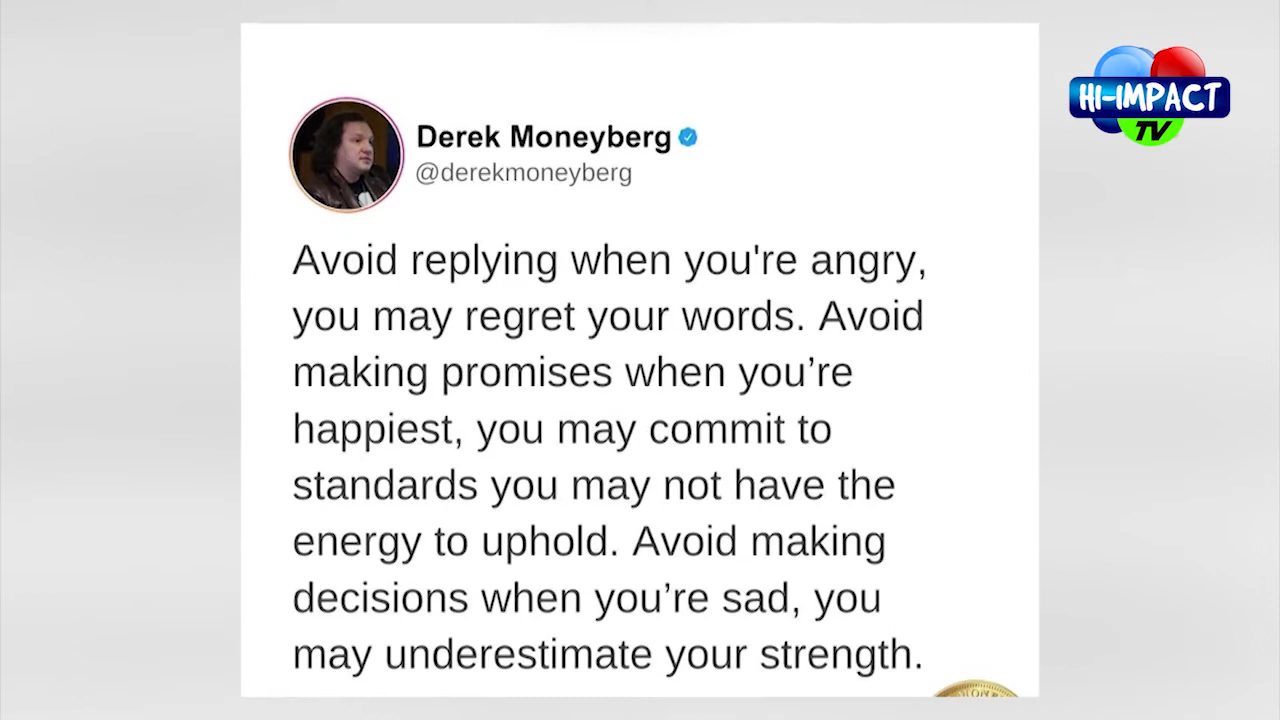 HI-IMPACT
TV
Derek Moneyberg
@derekmoneyberg
Avoid replying when you're angry,
you may regret your words. Avoid
making promises when you’re
happiest, you may commit to
standards you may not have the
energy to uphold. Avoid making
decisions when you’re sad, you
may underestimate your strength.